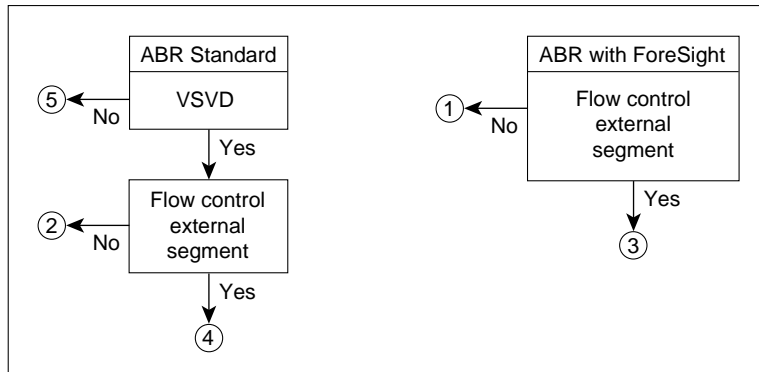 ABR Standard
VSVD
5
No
Yes
Flow control
external
segment
2
No
Yes
4
ABR with ForeSight
Flow control
external
segment
1
No
Yes
3